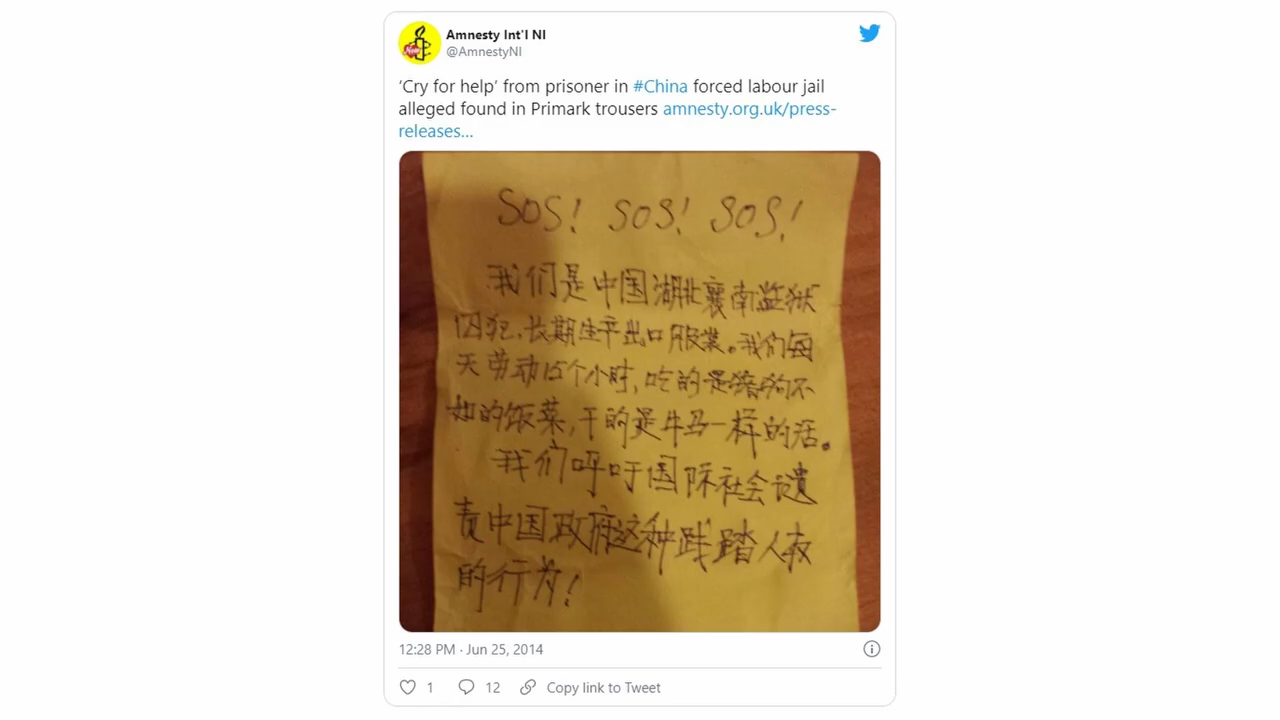 Amnesty Int'l NI
@AmnestyNI
‘Cry for help’ from prisoner in #China forced labour jail
alleged found in Primark trousers amnesty.org.uk/press-
releases...
SOS! SOS! SOS!
我们是中国湖北襄南监狱
囚犯,长期生产出口服装。我们每
天劳动15个小时,吃的是猪狗不
如的饭菜,干的是牛马一样的活。
我们呼吁国际社会谴
责中国政府这种践踏人权
的行为!
12:28 PM · Jun 25, 2014
1 12 Copy link to Tweet